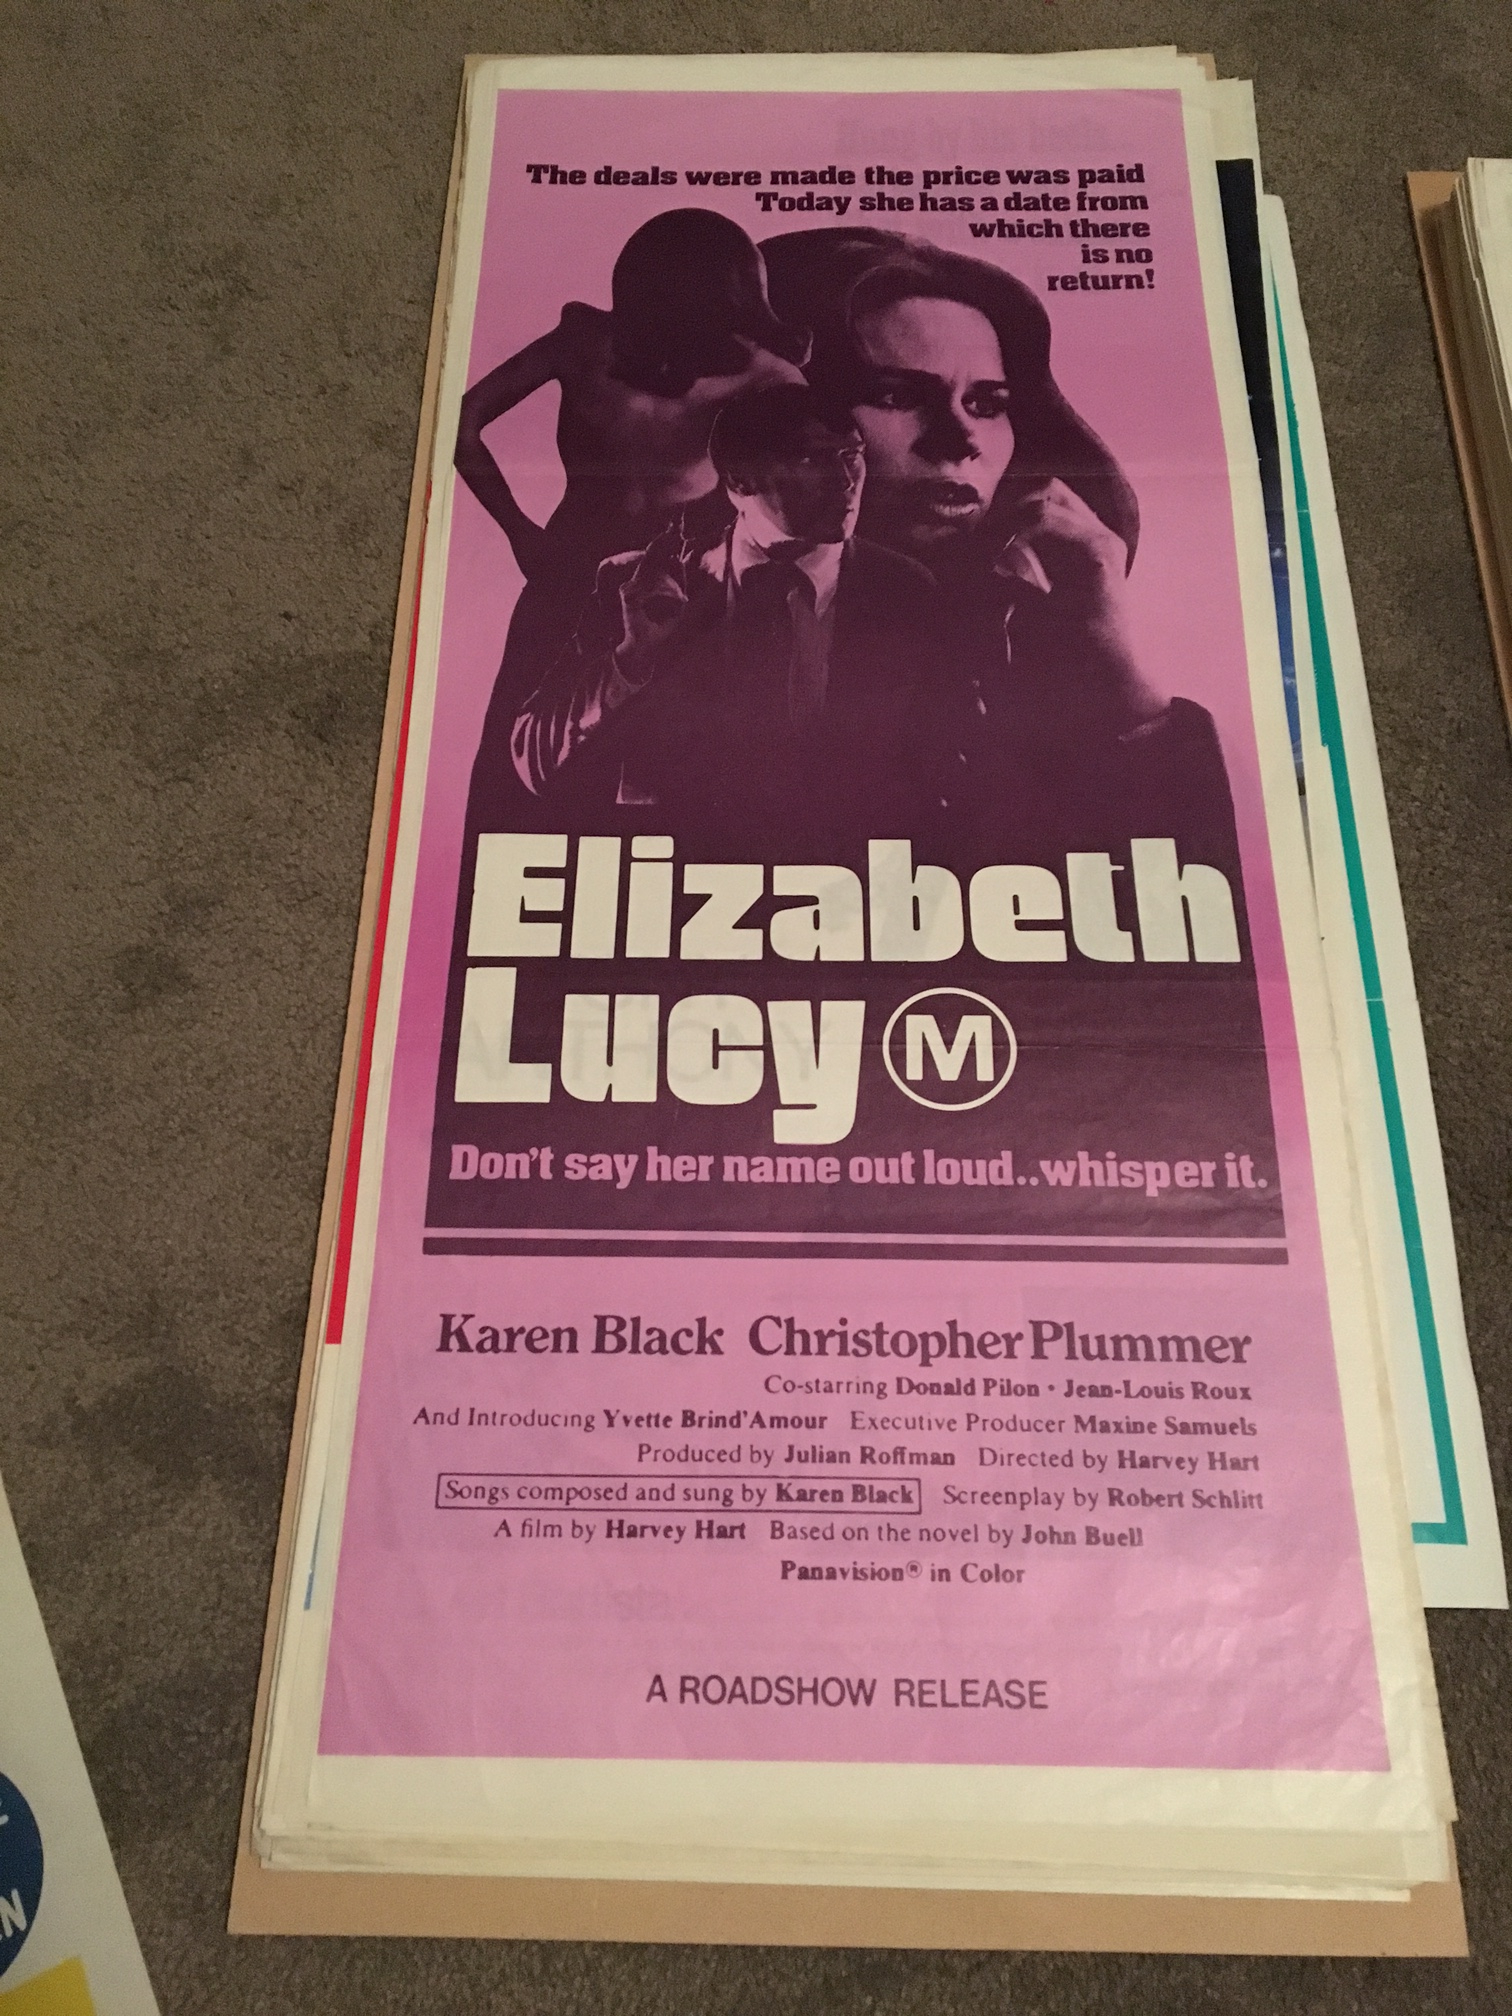 The deals were made the price was paid
Today she has a date from
which there
is no
return!
Elizabeth
Lucy M
Don't say her name out loud..whisper it.
Karen Black Christopher Plummer
Co-starring Donald Pilon • Jean-Louis Roux
And Introducing Yvette Brind'Amour Executive Producer Maxine Samuels
Produced by Julian Roffman Directed by Harvey Hart
Songs composed and sung by Karen Black Screenplay by Robert Schlitt
A film by Harvey Hart Based on the novel by John Buell
Panavision® in Color
A ROADSHOW RELEASE